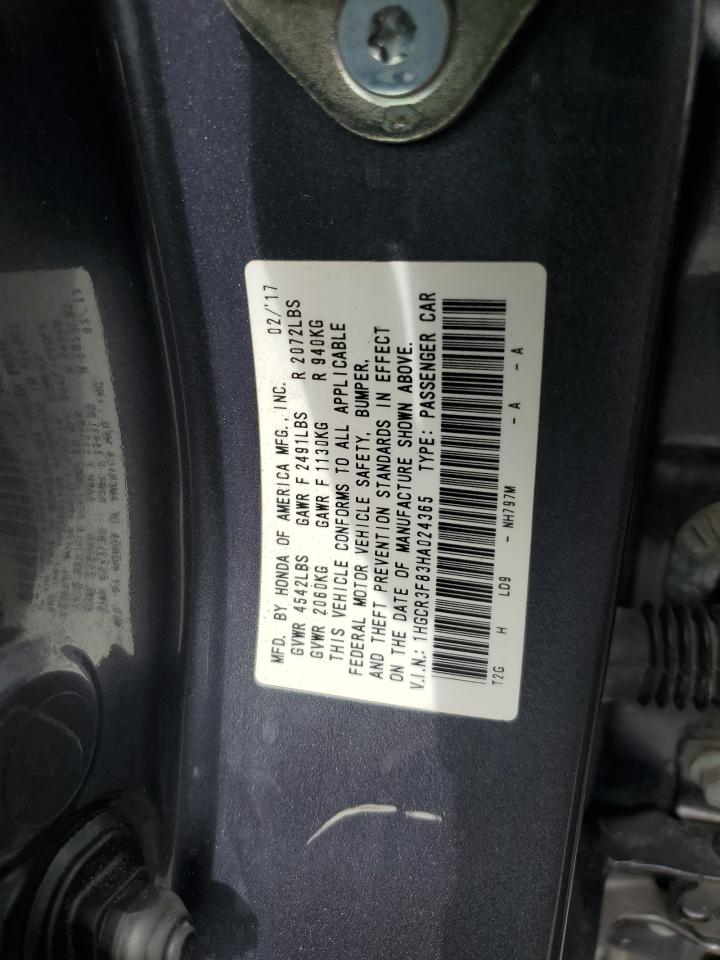 MFD. BY HONDA OF AMERICA MFG., INC. 02/'17
GVWR 4542LBS GAWR F 2491LBS R 2072LBS
GVWR 2060KG GAWR F 1130KG R 940KG
THIS VEHICLE CONFORMS TO ALL APPLICABLE
FEDERAL MOTOR VEHICLE SAFETY, BUMPER,
AND THEFT PREVENTION STANDARDS IN EFFECT
ON THE DATE OF MANUFACTURE SHOWN ABOVE.
V.I.N.: 1HGCR3F83HA024365 TYPE: PASSENGER CAR
T2G H LD9 - NH797M - A - A